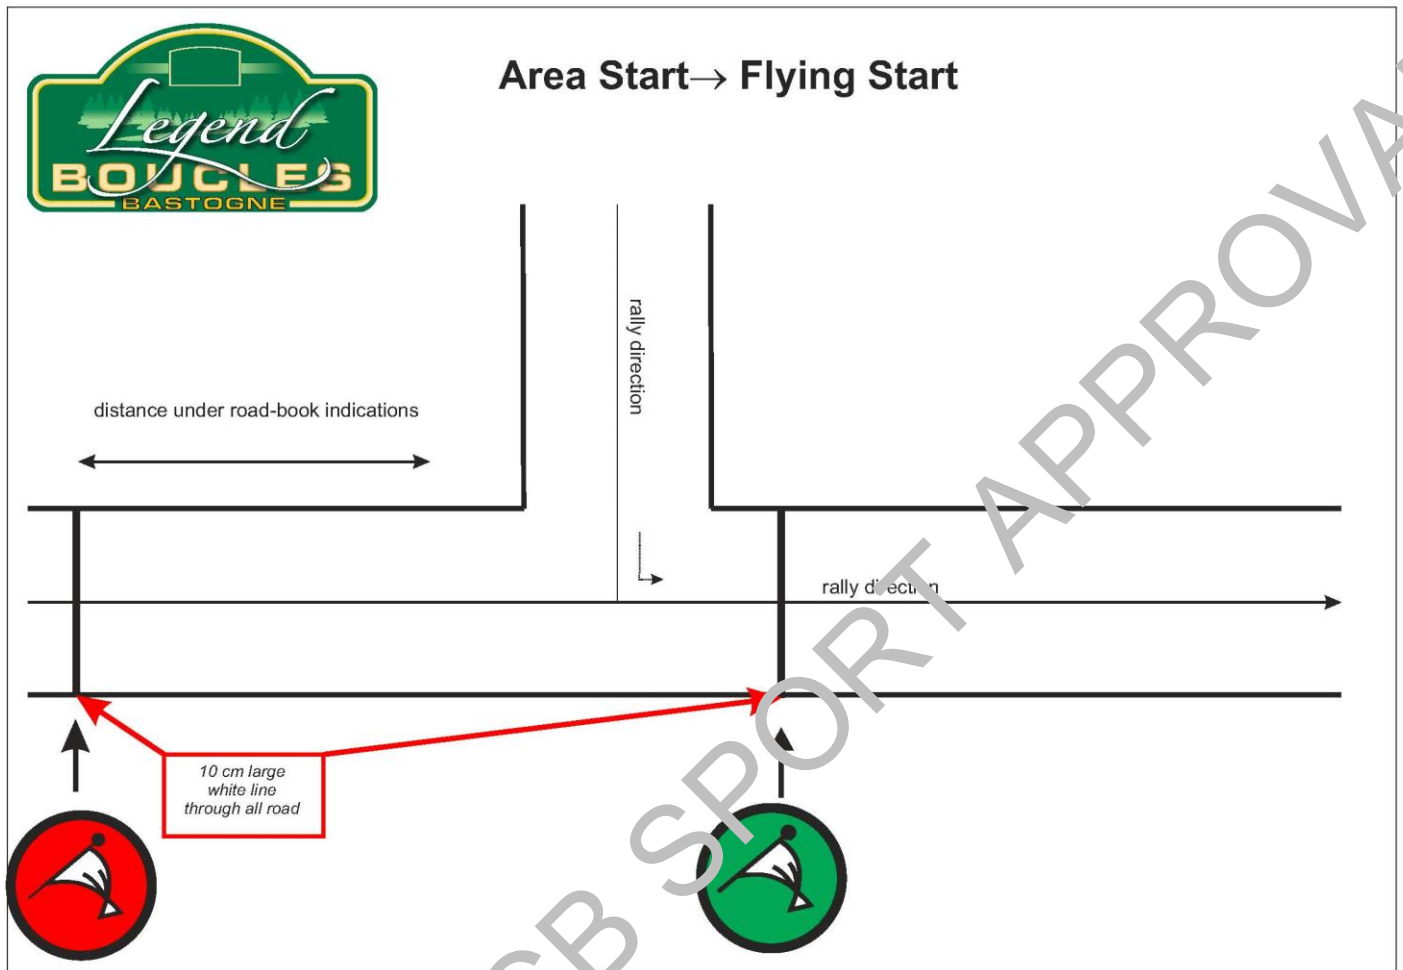 Area Start→ Flying Start
Legend
BOUCLES
BASTOGNE
rally direction
distance under road-book indications
rally direction
10 cm large
white line
through all road
SPORT APPROVA